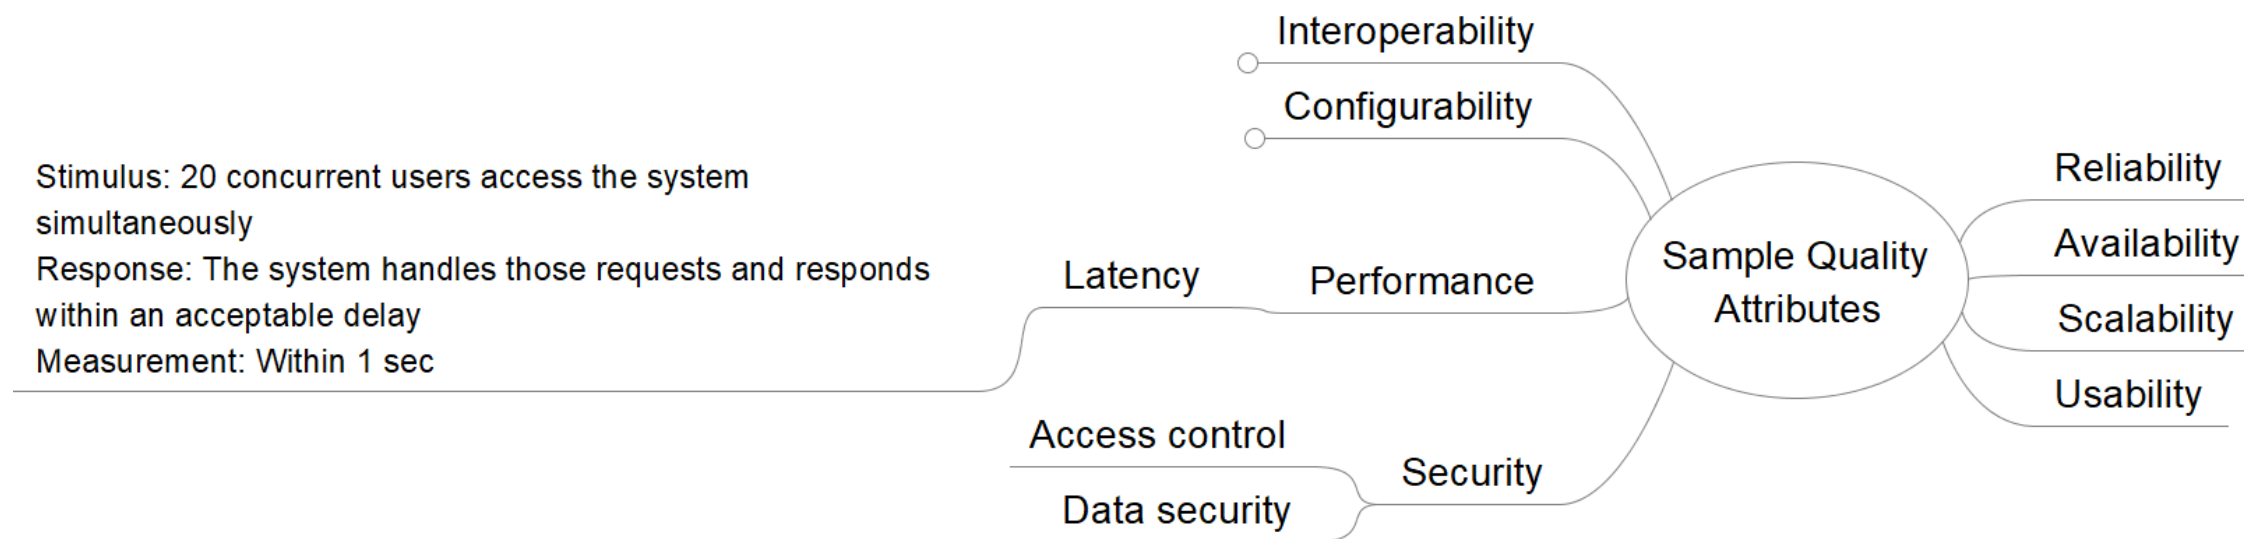 Interoperability
Configurability
Stimulus: 20 concurrent users access the system
simultaneously
Response: The system handles those requests and responds
within an acceptable delay
Measurement: Within 1 sec
Latency
Performance
Access control
Data security
Security
Sample Quality
Attributes
Reliability
Availability
Scalability
Usability